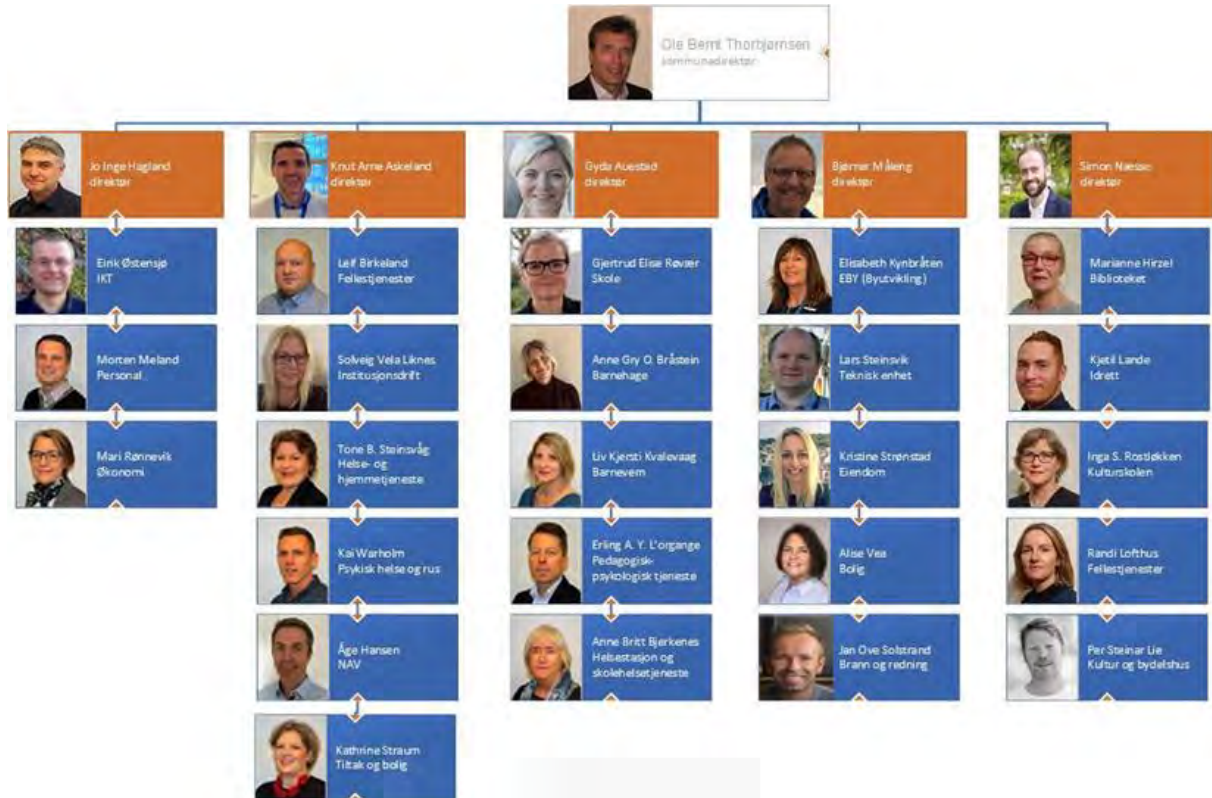 Ole Bernt Thorbjørnsen
kommunedirektør
Jo Inge Hagland
direktør
Eirik Østensjø
IKT
Morten Meland
Personal
Mari Rønnevik
Økonomi
Knut Arne Askeland
direktør
Leif Birkeland
Fellestjenester
Solveig Vela Liknes
Institusjonsdrift
Tone B. Steinsvåg
Helse- og
hjemmetjeneste
Kai Warholm
Psykisk helse og rus
Åge Hansen
NAV
Kathrine Straum
Tiltak og bolig
Gyda Auestad
direktør
Gjertrud Elise Røvær
Skole
Anne Gry O. Bråstein
Barnehage
Liv Kjersti Kvalevaag
Barnevern
Erling A. Y. L'organge
Pedagogisk-
psykologisk tjeneste
Anne Britt Bjerkenes
Helsestasjon og
skolehelsetjeneste
Bjørnar Måleng
direktør
Elisabeth Kynbråten
EBY (Byutvikling)
Lars Steinsvik
Teknisk enhet
Kristine Strønstad
Eiendom
Alise Vea
Bolig
Jan Ove Solstrand
Brann og redning
Simon Næsse
direktør
Marianne Hirzel
Biblioteket
Kjetil Lande
Idrett
Inga S. Rostløkken
Kulturskolen
Randi Lofthus
Fellestjenester
Per Steinar Lie
Kultur og bydelshus